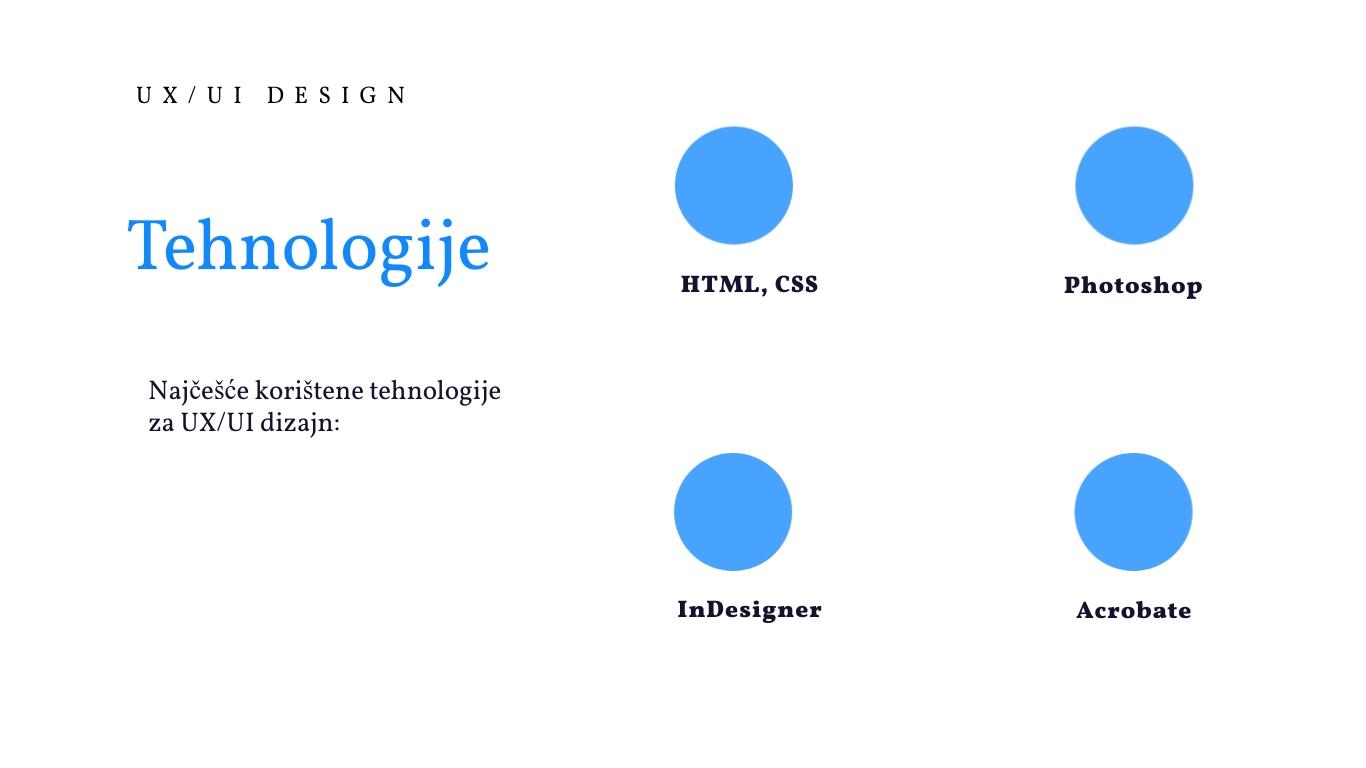 UX/UI DESIGN
Tehnologije
Najčešće korištene tehnologije
za UX/UI dizajn:
HTML, CSS
Photoshop
InDesigner
Acrobate